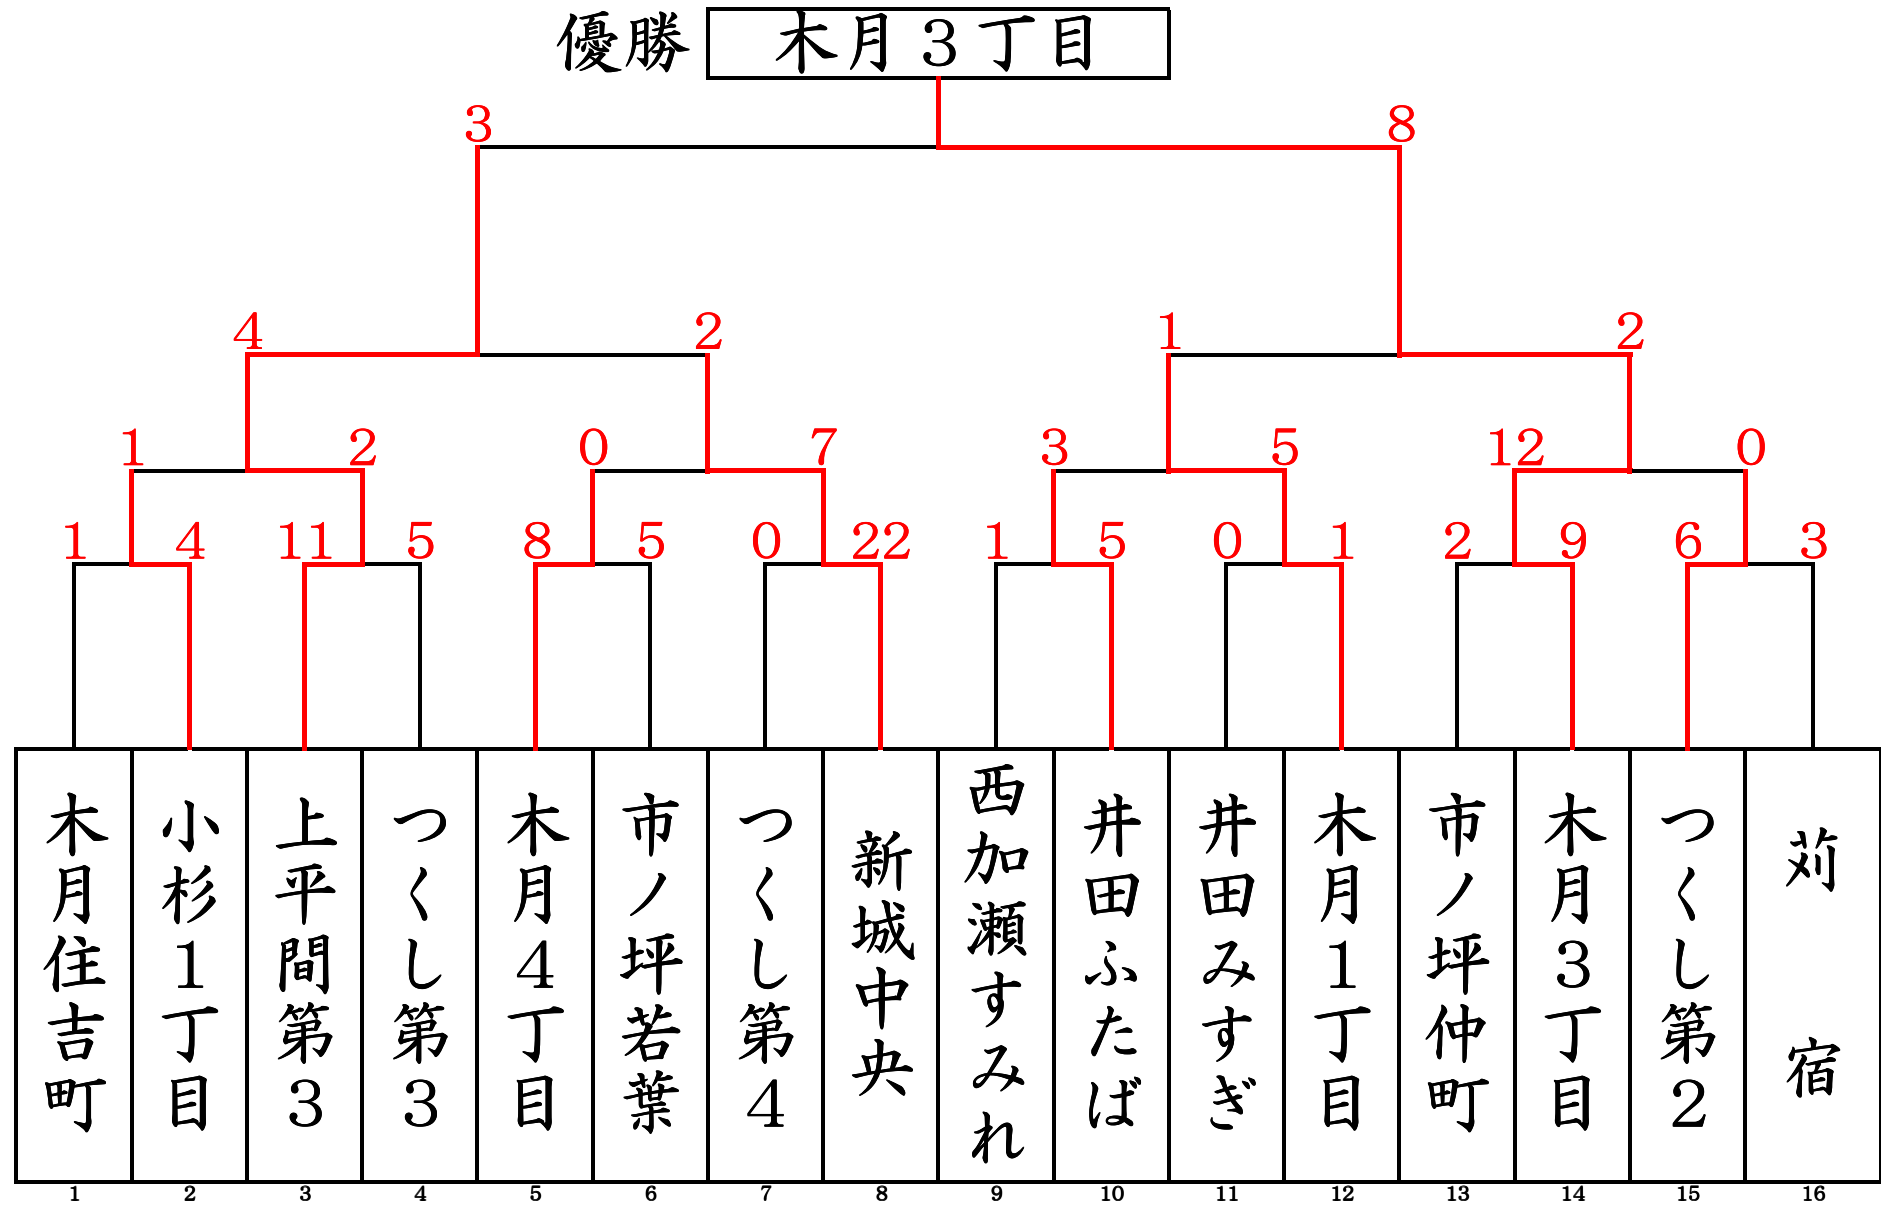 優勝 木月３丁目
3 8
4 2 1 2
1 2 0 7 3 5 12 0
1 4 11 5 8 5 0 22 1 5 0 1 2 9 6 3
木月住吉町
小杉１丁目
上平間第３
つくし第３
木月４丁目
市ノ坪若葉
つくし第４
新城中央
西加瀬すみれ
井田ふたば
井田みすぎ
木月１丁目
市ノ坪仲町
木月３丁目
つくし第２
苅宿
1 2 3 4 5 6 7 8 9 10 11 12 13 14 15 16